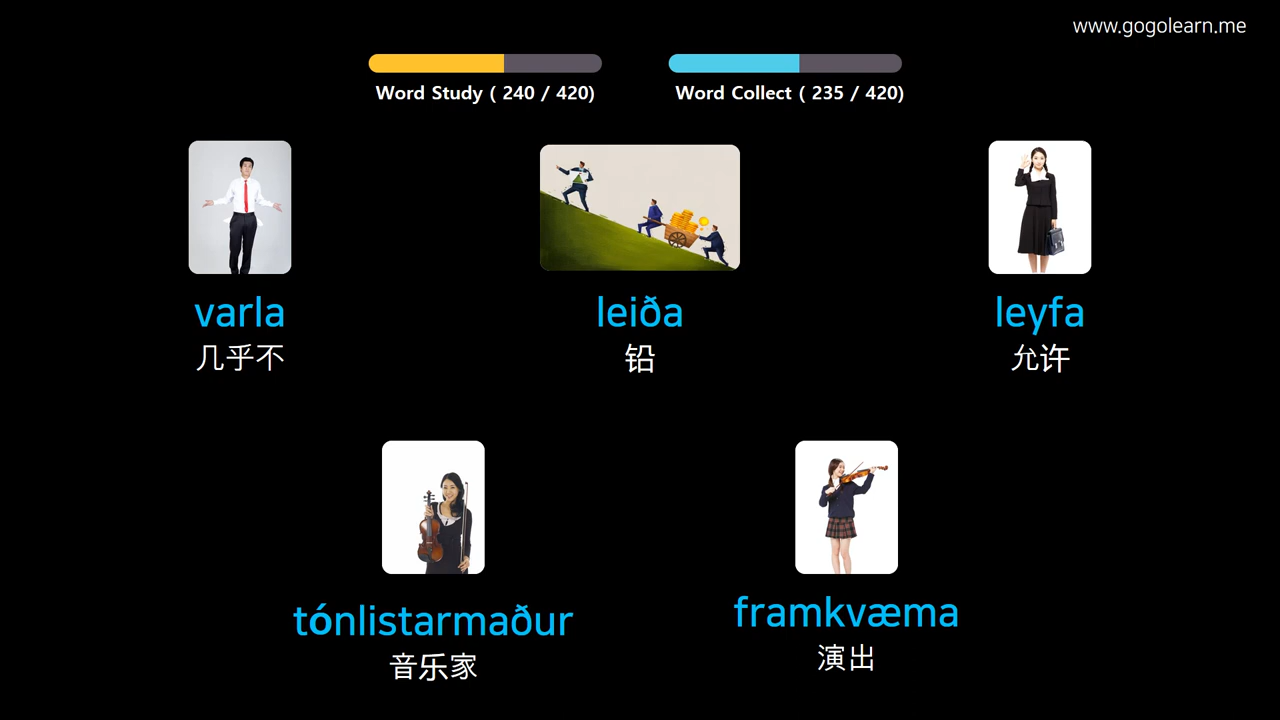 www.gogolearn.me
Word Study ( 240 / 420)
Word Collect ( 235 / 420)
varla
几乎不
leiða
铅
leyfa
允许
tónlistarmaður
音乐家
framkvæma
演出